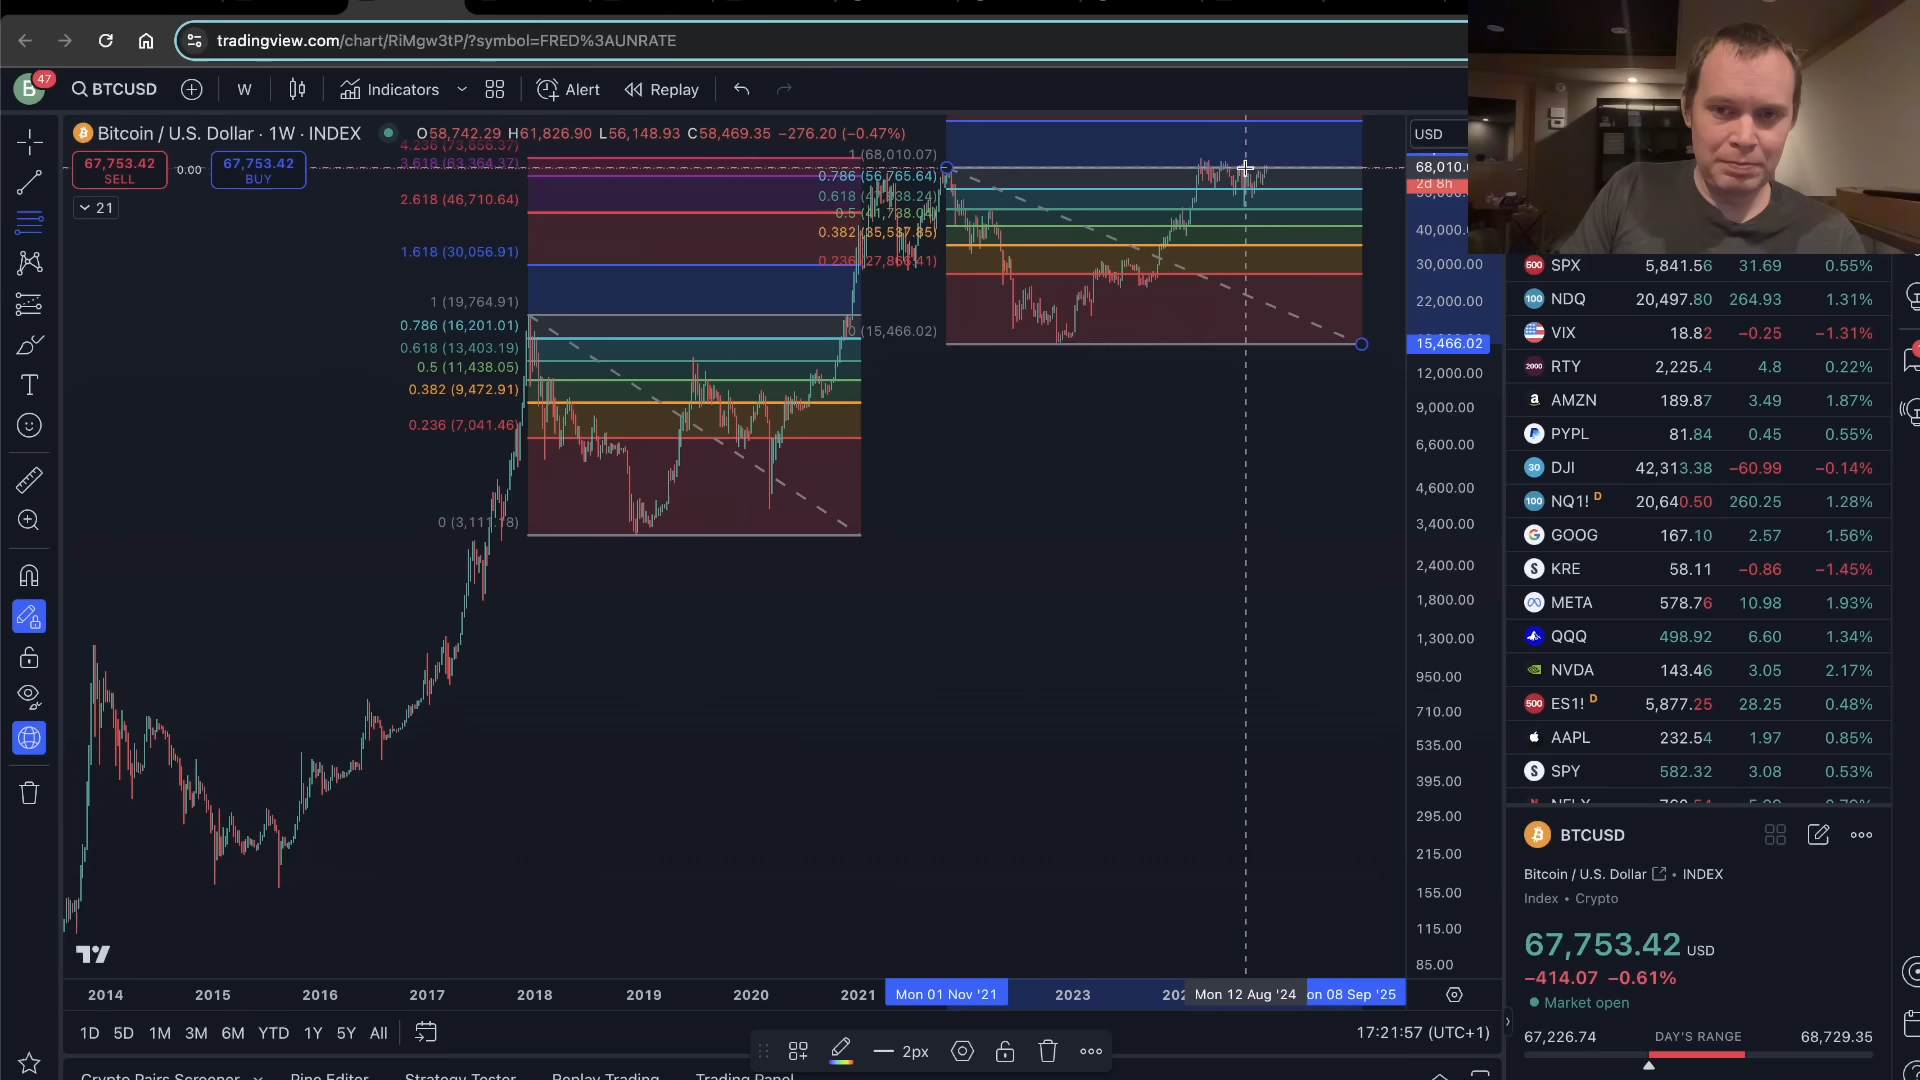 tradingview.com/chart/RiMgw3tP/?symbol=FRED%3AUNRATE
B 47 BTCUSD W Indicators Alert Replay
Bitcoin / U.S. Dollar · 1W · INDEX O58,742.29 H61,826.90 L56,148.93 C58,469.35 −276.20 (−0.47%)
67,753.42 SELL 0.00 67,753.42 BUY
21
4.236 (73,656.37)
3.618 (63,364.37)
2.618 (46,710.64)
1.618 (30,056.91)
1 (19,764.91)
0.786 (16,201.01)
0.618 (13,403.19)
0.5 (11,438.05)
0.382 (9,472.91)
0.236 (7,041.46)
0 (3,111.78)
1 (68,010.07)
0.786 (56,765.64)
0.5 (41,738.04)
0.382 (35,537.85)
0.236 (27,866.41)
0 (15,466.02)
USD
68,010.
2d 8h
40,000.
30,000.00
22,000.00
15,466.02
12,000.00
9,000.00
6,600.00
4,600.00
3,400.00
2,400.00
1,800.00
1,300.00
950.00
710.00
535.00
395.00
295.00
215.00
155.00
115.00
85.00
2014 2015 2016 2017 2018 2019 2020 2021 Mon 01 Nov '21 2023 202 Mon 12 Aug '24 on 08 Sep '25
1D 5D 1M 3M 6M YTD 1Y 5Y All
17:21:57 (UTC+1)
2px
Crypto Pairs Screener Pine Editor Strategy Tester Replay Trading Trading Panel
500 SPX 5,841.56 31.69 0.55%
100 NDQ 20,497.80 264.93 1.31%
VIX 18.82 −0.25 −1.31%
2000 RTY 2,225.4 4.8 0.22%
a AMZN 189.87 3.49 1.87%
PYPL 81.84 0.45 0.55%
30 DJI 42,313.38 −60.99 −0.14%
100 NQ1! D 20,640.50 260.25 1.28%
G GOOG 167.10 2.57 1.56%
S KRE 58.11 −0.86 −1.45%
META 578.76 10.98 1.93%
QQQ 498.92 6.60 1.34%
NVDA 143.46 3.05 2.17%
500 ES1! D 5,877.25 28.25 0.48%
AAPL 232.54 1.97 0.85%
S SPY 582.32 3.08 0.53%
BTCUSD
Bitcoin / U.S. Dollar • INDEX
Index • Crypto
67,753.42 USD
−414.07 −0.61%
Market open
67,226.74 DAY'S RANGE 68,729.35